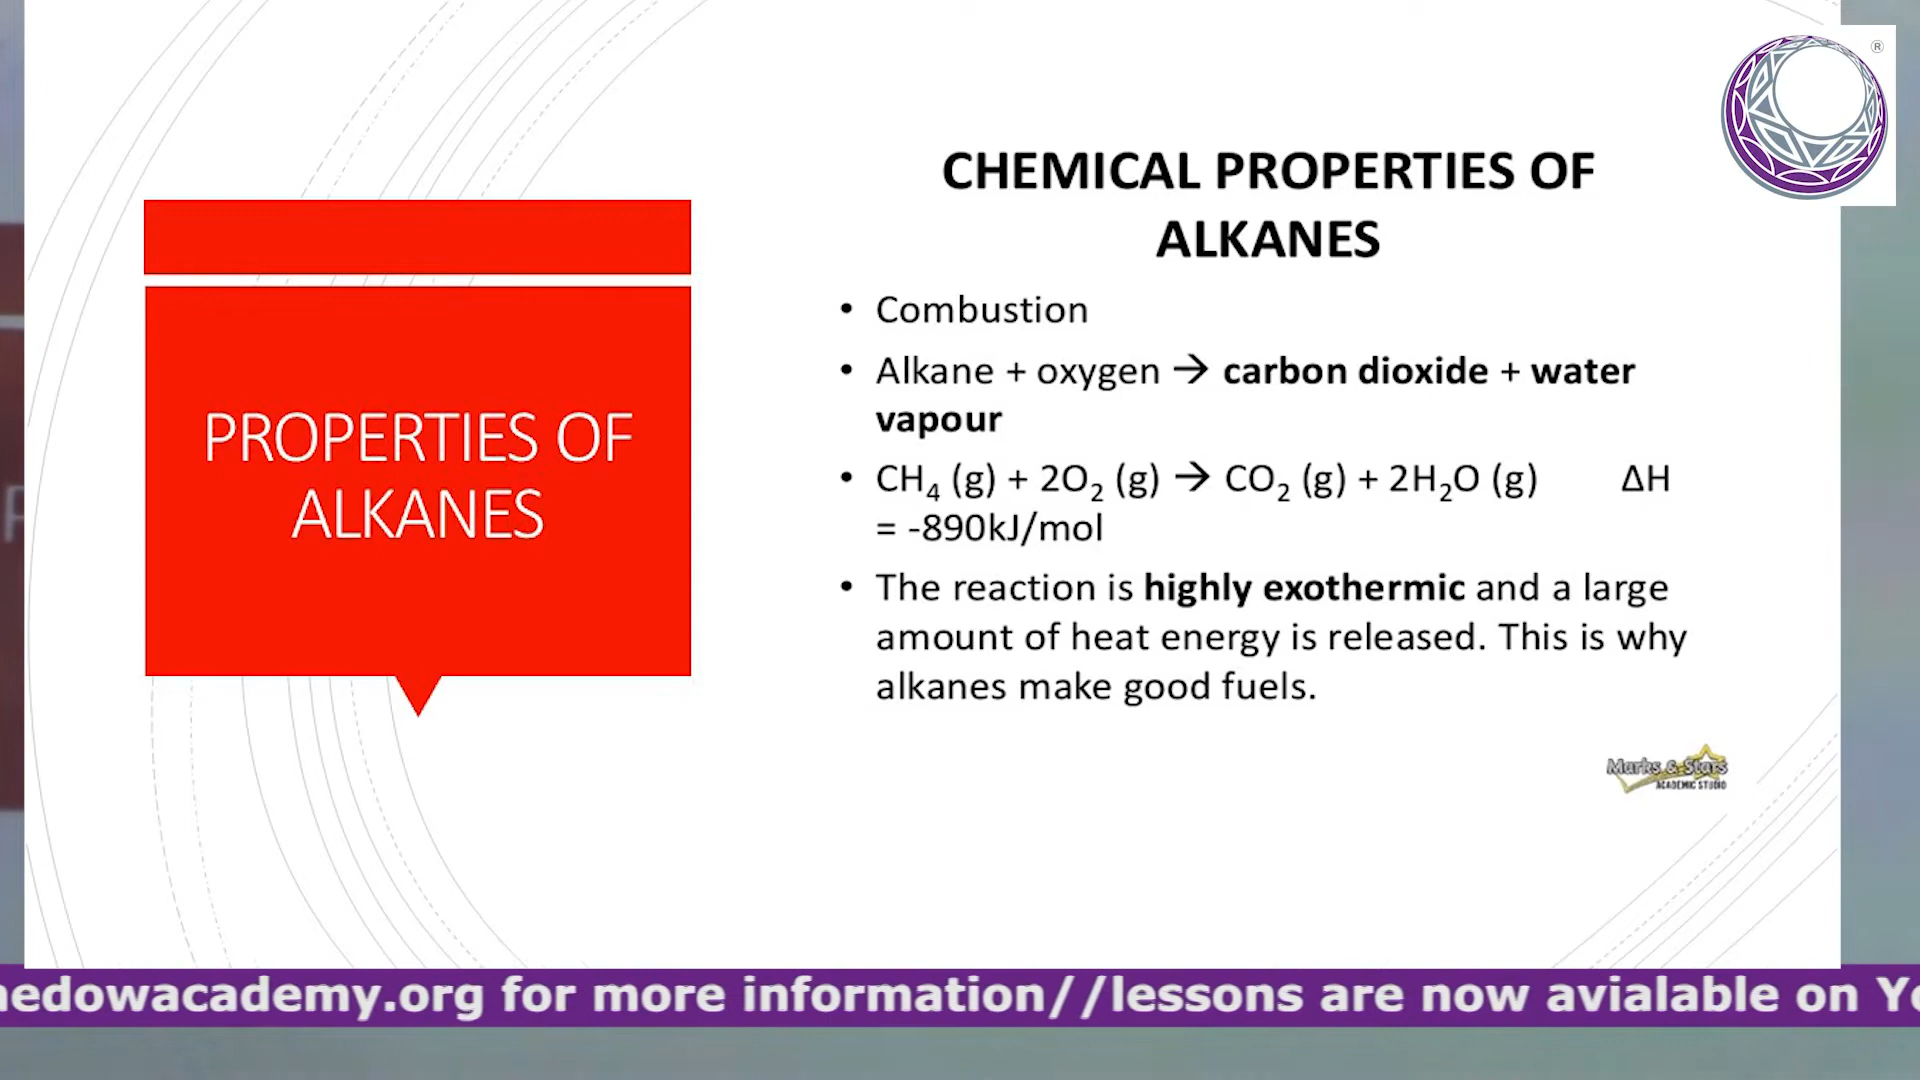 ®
CHEMICAL PROPERTIES OF
ALKANES
PROPERTIES OF
ALKANES
• Combustion
• Alkane + oxygen → carbon dioxide + water
vapour
• CH₄ (g) + 2O₂ (g) → CO₂ (g) + 2H₂O (g) ΔH
= -890kJ/mol
• The reaction is highly exothermic and a large
amount of heat energy is released. This is why
alkanes make good fuels.
Marks & Stars
ACADEMIC STUDIO
nedowacademy.org for more information//lessons are now avialable on